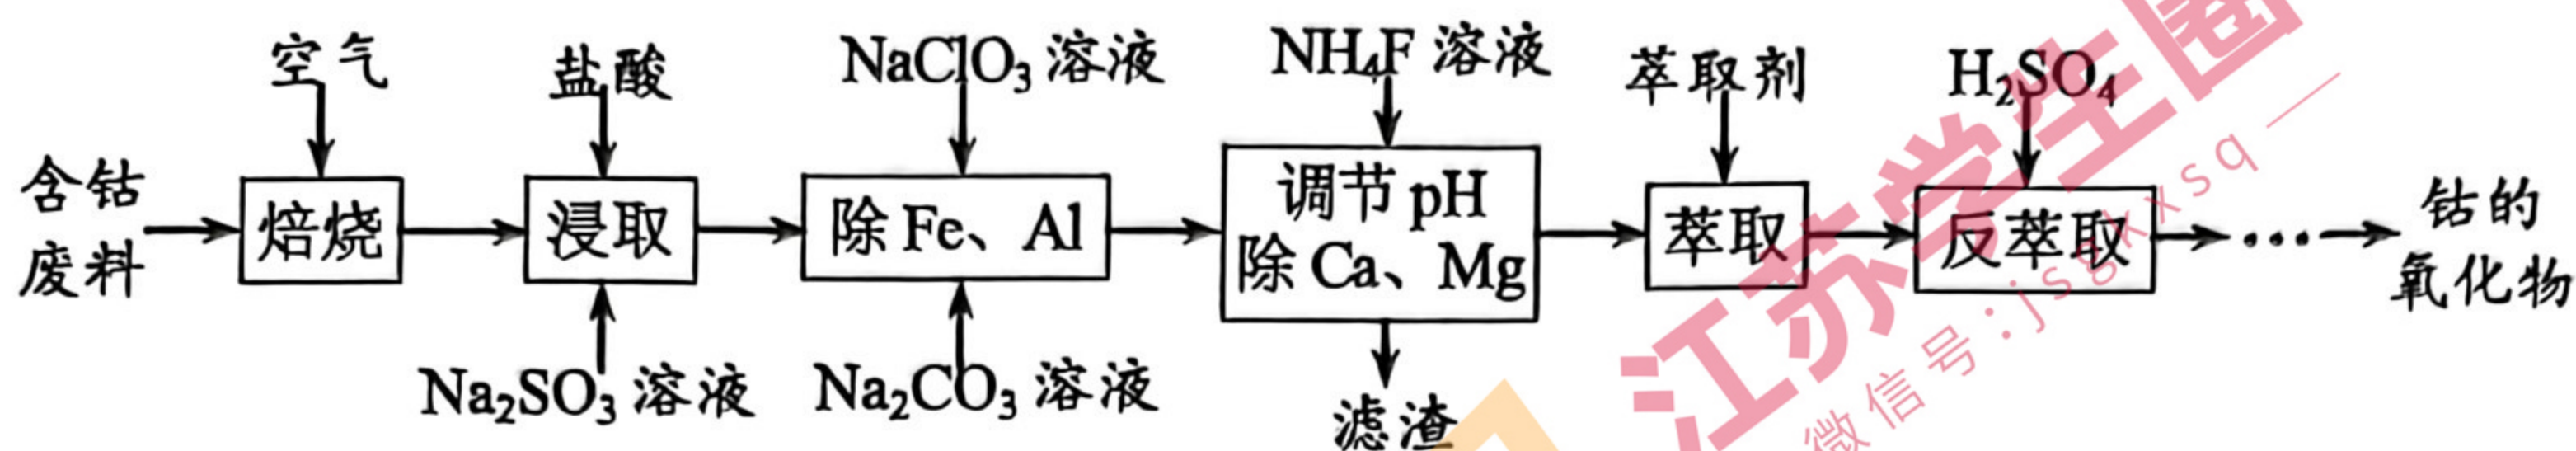 空气
盐酸
NaClO₃ 溶液
NH₄F 溶液
萃取剂
H₂SO₄
含钴
废料
焙烧
浸取
除 Fe、Al
调节 pH
除 Ca、Mg
萃取
反萃取
钴的
氧化物
Na₂SO₃ 溶液
Na₂CO₃ 溶液
滤渣
江苏学生圈
微信号:jsgkxsq